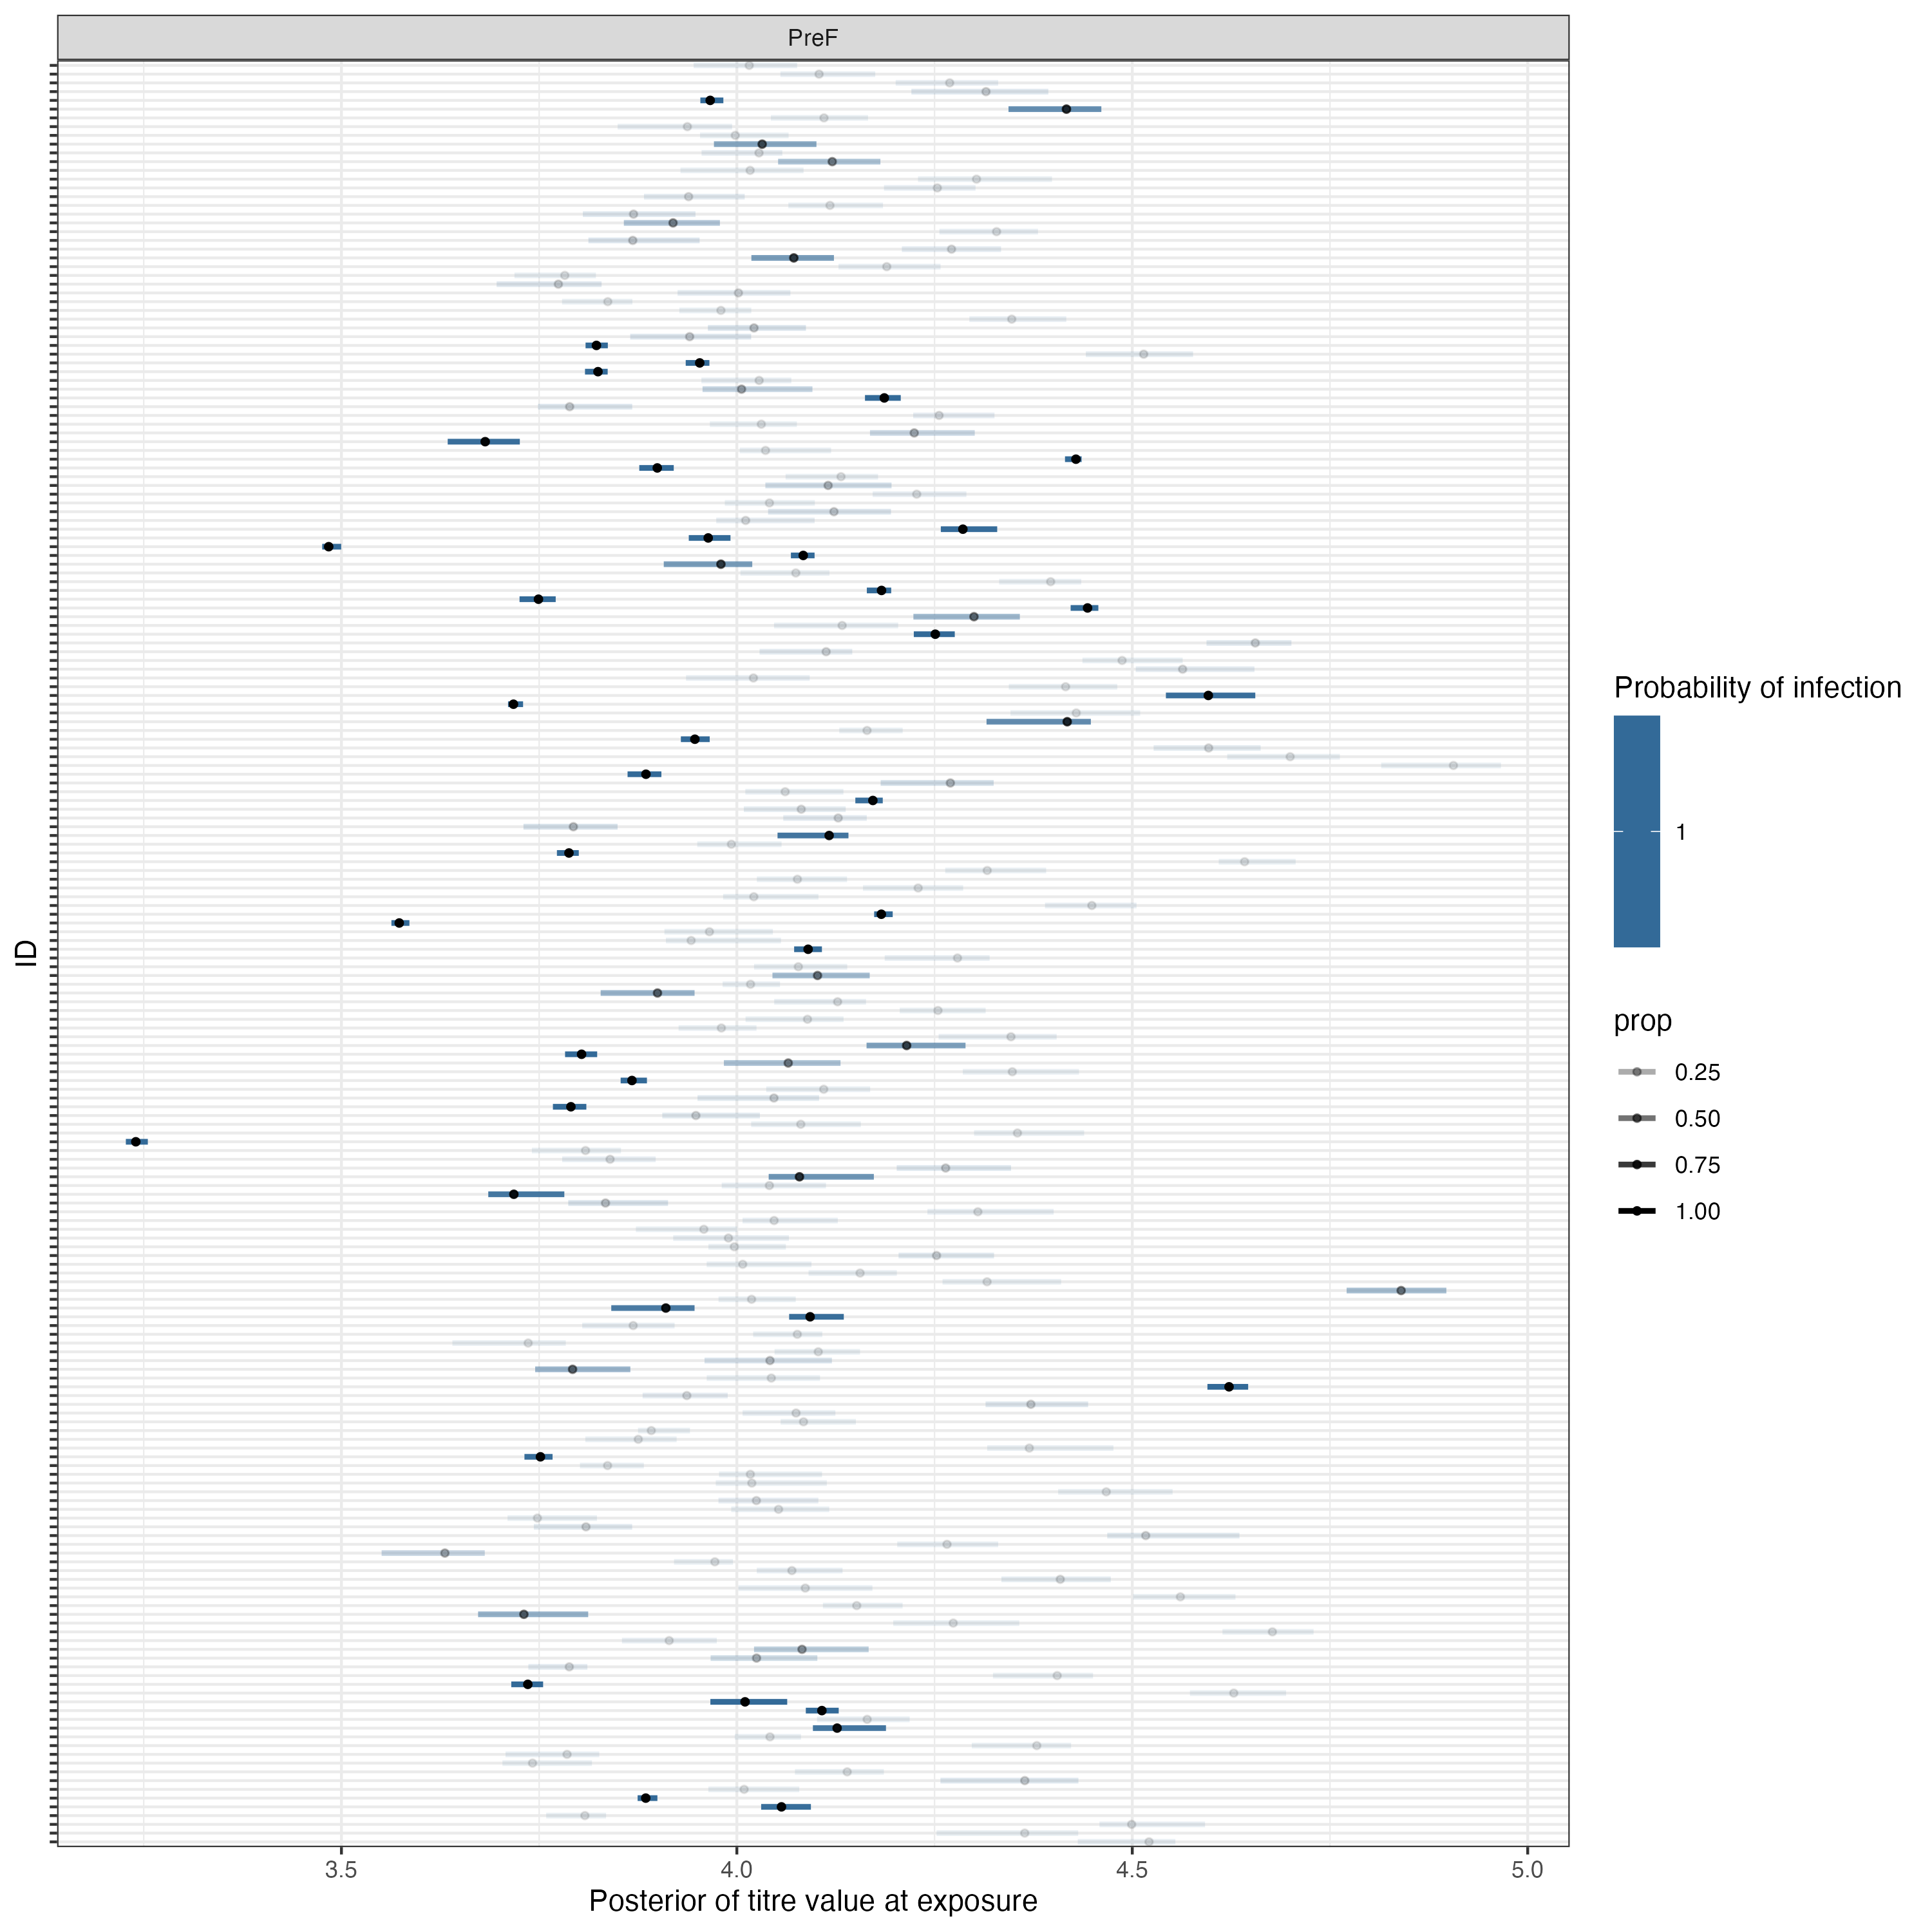 PreF
ID
3.5 4.0 4.5 5.0
Posterior of titre value at exposure
Probability of infection
1
prop
0.25
0.50
0.75
1.00